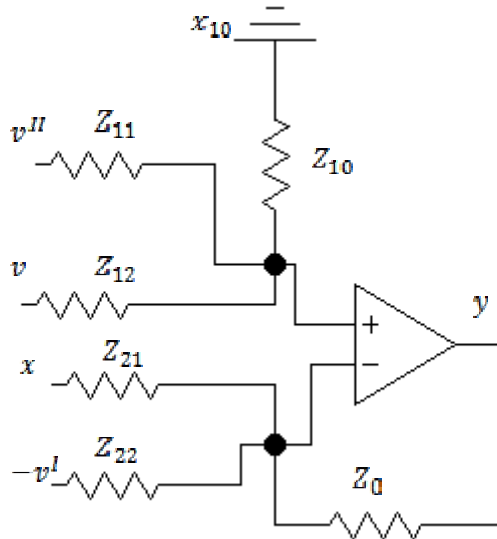 x₁₀
vᴵᴵ
Z₁₁
Z₁₀
v
Z₁₂
y
+
x
Z₂₁
−
−vᴵ
Z₂₂
Z₀